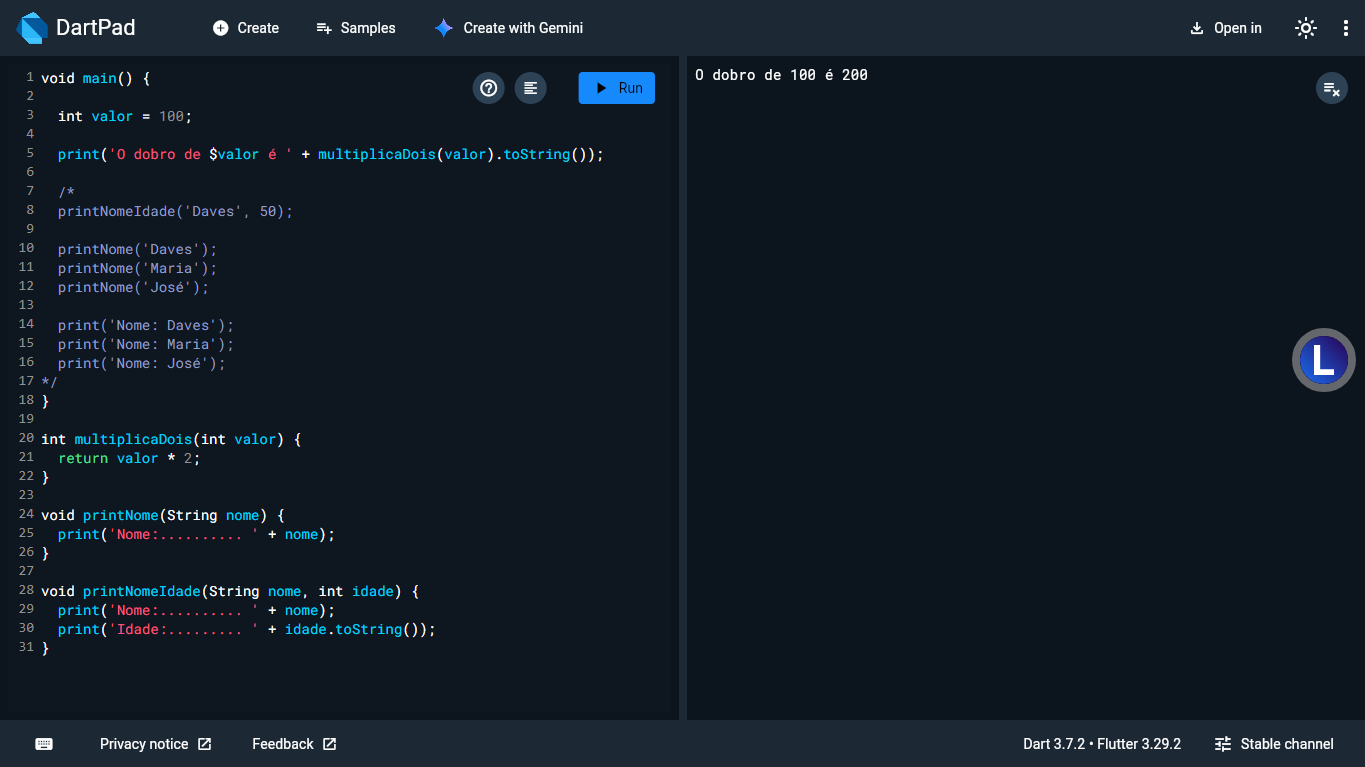 DartPad Create Samples Create with Gemini Open in
1 void main() {
2
3   int valor = 100;
4
5   print('O dobro de $valor é ' + multiplicaDois(valor).toString());
6
7   /*
8   printNomeIdade('Daves', 50);
9
10   printNome('Daves');
11   printNome('Maria');
12   printNome('José');
13
14   print('Nome: Daves');
15   print('Nome: Maria');
16   print('Nome: José');
17 */
18 }
19
20 int multiplicaDois(int valor) {
21   return valor * 2;
22 }
23
24 void printNome(String nome) {
25   print('Nome:.......... ' + nome);
26 }
27
28 void printNomeIdade(String nome, int idade) {
29   print('Nome:.......... ' + nome);
30   print('Idade:......... ' + idade.toString());
31 }
Run
O dobro de 100 é 200
L
Privacy notice Feedback Dart 3.7.2 • Flutter 3.29.2 Stable channel